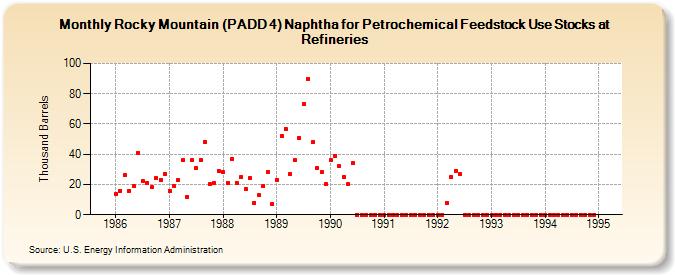 Monthly Rocky Mountain (PADD 4) Naphtha for Petrochemical Feedstock Use Stocks at
Refineries
Thousand Barrels
100
80
60
40
20
0
1986 1987 1988 1989 1990 1991 1992 1993 1994 1995
Source: U.S. Energy Information Administration